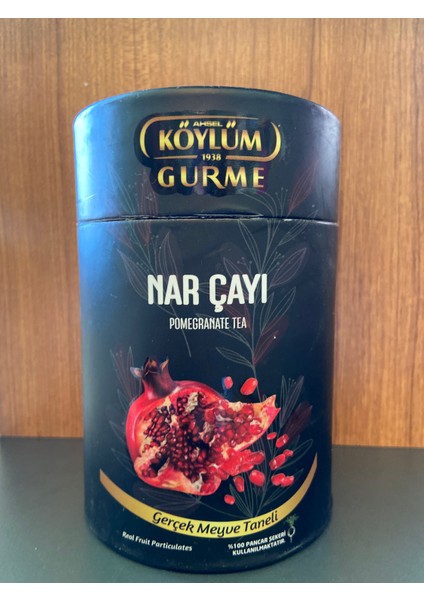 AHSEL
KÖYLÜM
1938
GURME
NAR ÇAYI
POMEGRANATE TEA
Gerçek Meyve Taneli
Real Fruit Particulates
%100 PANCAR ŞEKERİ
KULLANILMAKTADIR.